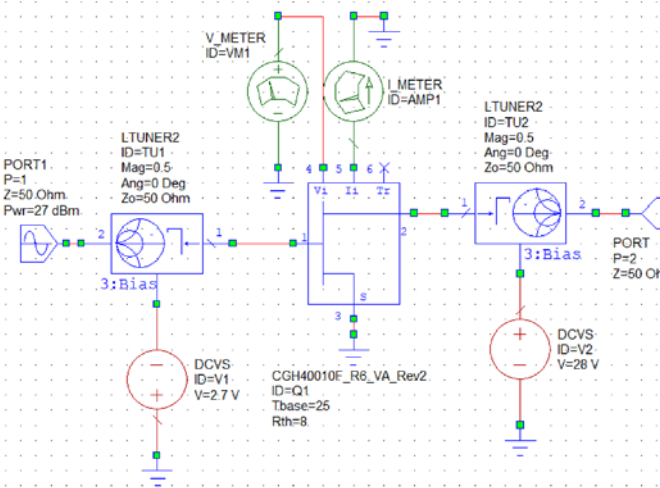 V_METER
ID=VM1
I_METER
ID=AMP1
LTUNER2
ID=TU1
Mag=0.5
Ang=0 Deg
Zo=50 Ohm
LTUNER2
ID=TU2
Mag=0.5
Ang=0 Deg
Zo=50 Ohm
PORT1
P=1
Z=50 Ohm
Pwr=27 dBm
4 5 6
Vi Ii Tr
2 1
1 2
1 2
3:Bias
S
3
3:Bias
PORT
P=2
Z=50 Oh
DCVS
ID=V1
V=2.7 V
CGH40010F_R6_VA_Rev2
ID=Q1
Tbase=25
Rth=8
DCVS
ID=V2
V=28 V